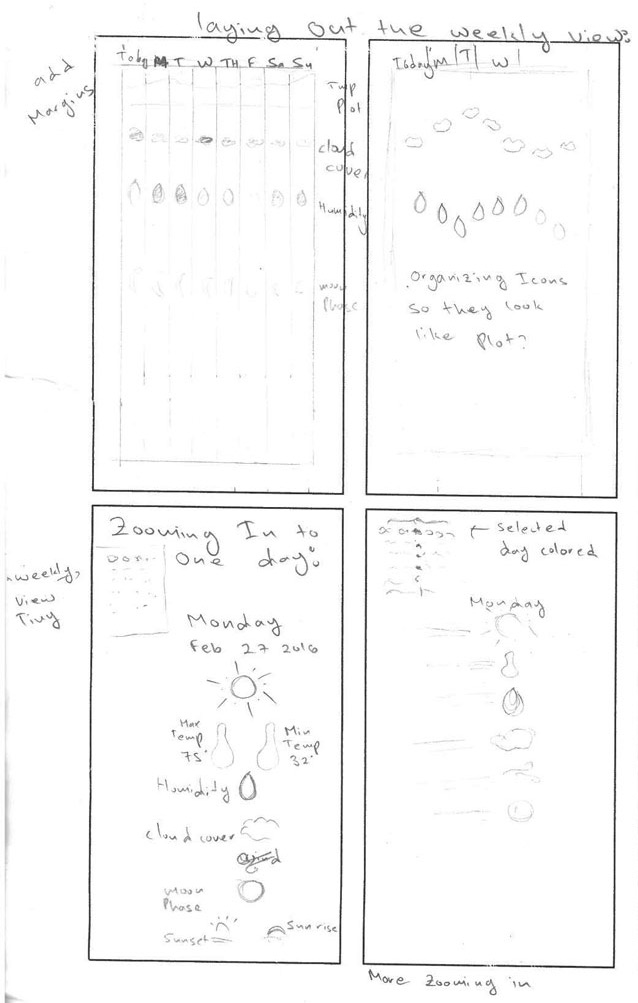 laying out the weekly view:
add
Margins
Today M T W TH F Sa Su
Tmp
Plot
cloud
cover
Humidity
moon
Phase
Today M T W
Organizing Icons
so they look
like Plot?
Zooming In to
One day:
weekly
view
Tiny
Monday
Feb 27 2016
Max
Temp
75°
Min
Temp
32°
Humidity
cloud cover
moon
Phase
Sunset
Sunrise
← selected
day colored
Monday
More Zooming in